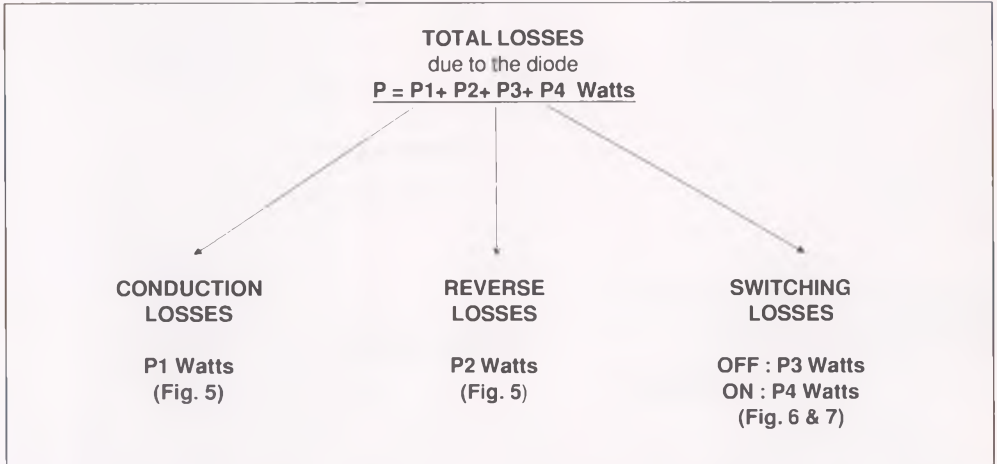 TOTAL LOSSES
due to the diode
P = P1+ P2+ P3+ P4 Watts
CONDUCTION
LOSSES
P1 Watts
(Fig. 5)
REVERSE
LOSSES
P2 Watts
(Fig. 5)
SWITCHING
LOSSES
OFF : P3 Watts
ON : P4 Watts
(Fig. 6 & 7)